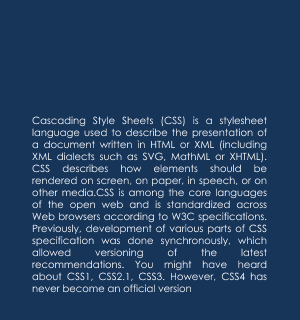 Cascading Style Sheets (CSS) is a stylesheet
language used to describe the presentation of
a document written in HTML or XML (including
XML dialects such as SVG, MathML or XHTML).
CSS describes how elements should be
rendered on screen, on paper, in speech, or on
other media.CSS is among the core languages
of the open web and is standardized across
Web browsers according to W3C specifications.
Previously, development of various parts of CSS
specification was done synchronously, which
allowed versioning of the latest
recommendations. You might have heard
about CSS1, CSS2.1, CSS3. However, CSS4 has
never become an official version